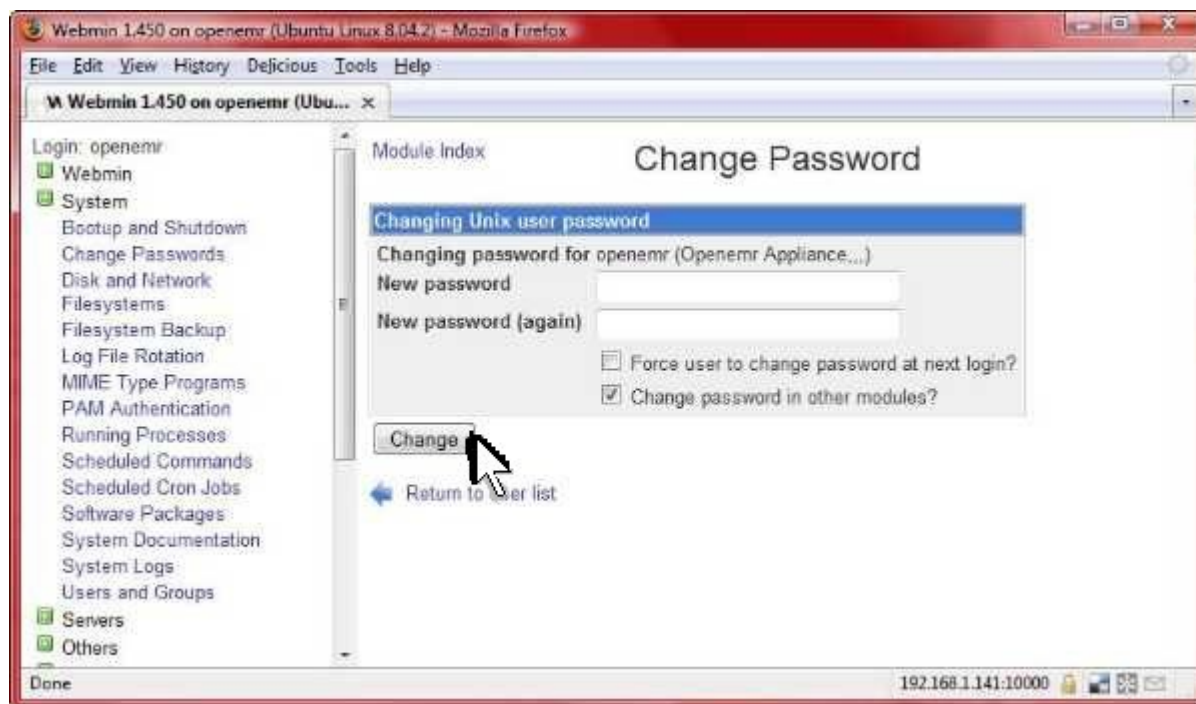 Webmin 1.450 on openemr (Ubuntu Linux 8.04.2) - Mozilla Firefox
File Edit View History Delicious Tools Help
Webmin 1.450 on openemr (Ubu... ×
Login: openemr
Webmin
System
Bootup and Shutdown
Change Passwords
Disk and Network
Filesystems
Filesystem Backup
Log File Rotation
MIME Type Programs
PAM Authentication
Running Processes
Scheduled Commands
Scheduled Cron Jobs
Software Packages
System Documentation
System Logs
Users and Groups
Servers
Others
Module Index
Change Password
Changing Unix user password
Changing password for openemr (Openemr Appliance,,,)
New password
New password (again)
Force user to change password at next login?
Change password in other modules?
Change
Return to user list
Done
192.168.1.141:10000